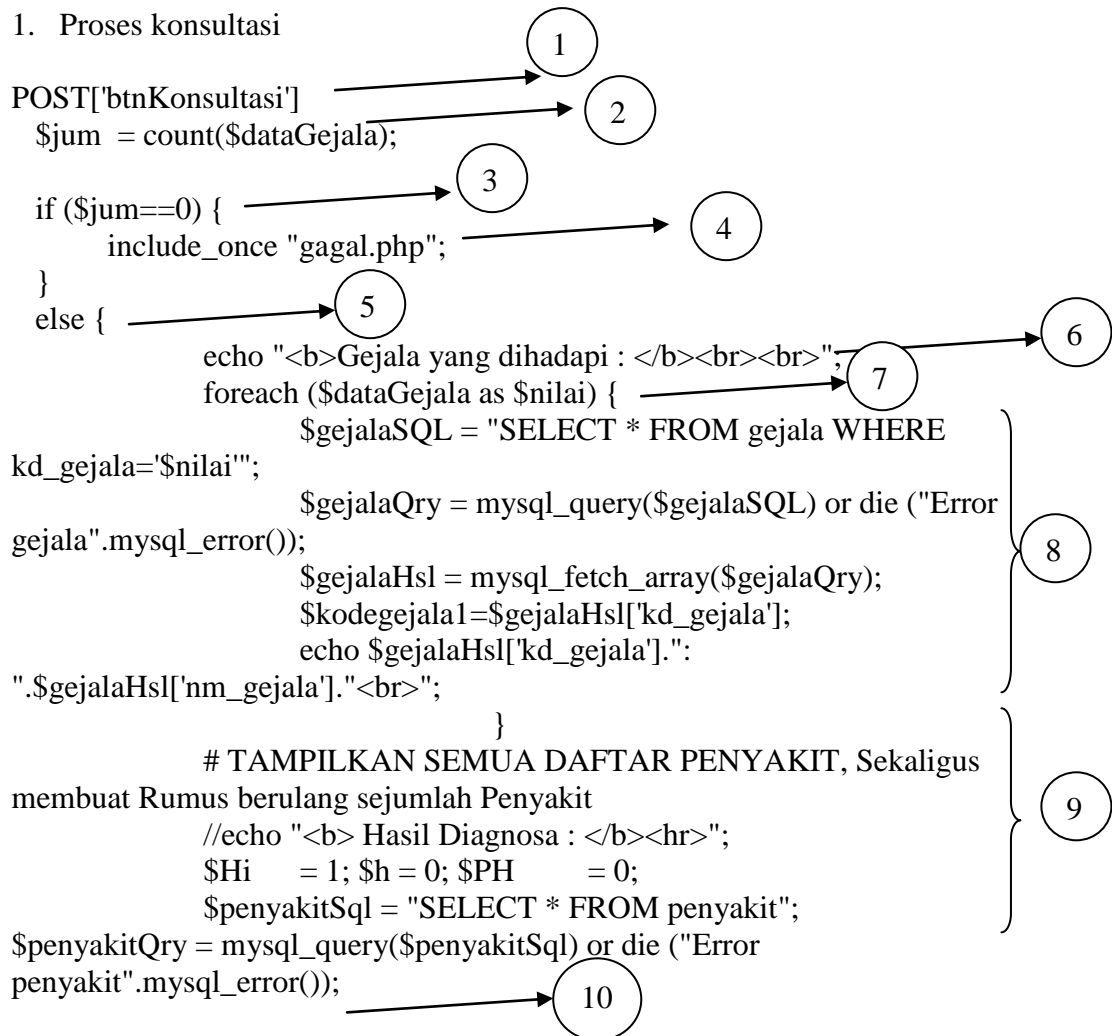 1. Proses konsultasi
1
POST['btnKonsultasi']
2
$jum = count($dataGejala);
3
if ($jum==0) {
4
include_once "gagal.php";
}
5
else {
6
echo "<b>Gejala yang dihadapi : </b><br><br>";
7
foreach ($dataGejala as $nilai) {
$gejalaSQL = "SELECT * FROM gejala WHERE
kd_gejala='$nilai'";
$gejalaQry = mysql_query($gejalaSQL) or die ("Error
gejala".mysql_error());
8
$gejalaHsl = mysql_fetch_array($gejalaQry);
$kodegejala1=$gejalaHsl['kd_gejala'];
echo $gejalaHsl['kd_gejala'].":
".$gejalaHsl['nm_gejala']."<br>";
}
# TAMPILKAN SEMUA DAFTAR PENYAKIT, Sekaligus
membuat Rumus berulang sejumlah Penyakit
9
//echo "<b> Hasil Diagnosa : </b><hr>";
$Hi = 1; $h = 0; $PH = 0;
$penyakitSql = "SELECT * FROM penyakit";
$penyakitQry = mysql_query($penyakitSql) or die ("Error
penyakit".mysql_error());
10